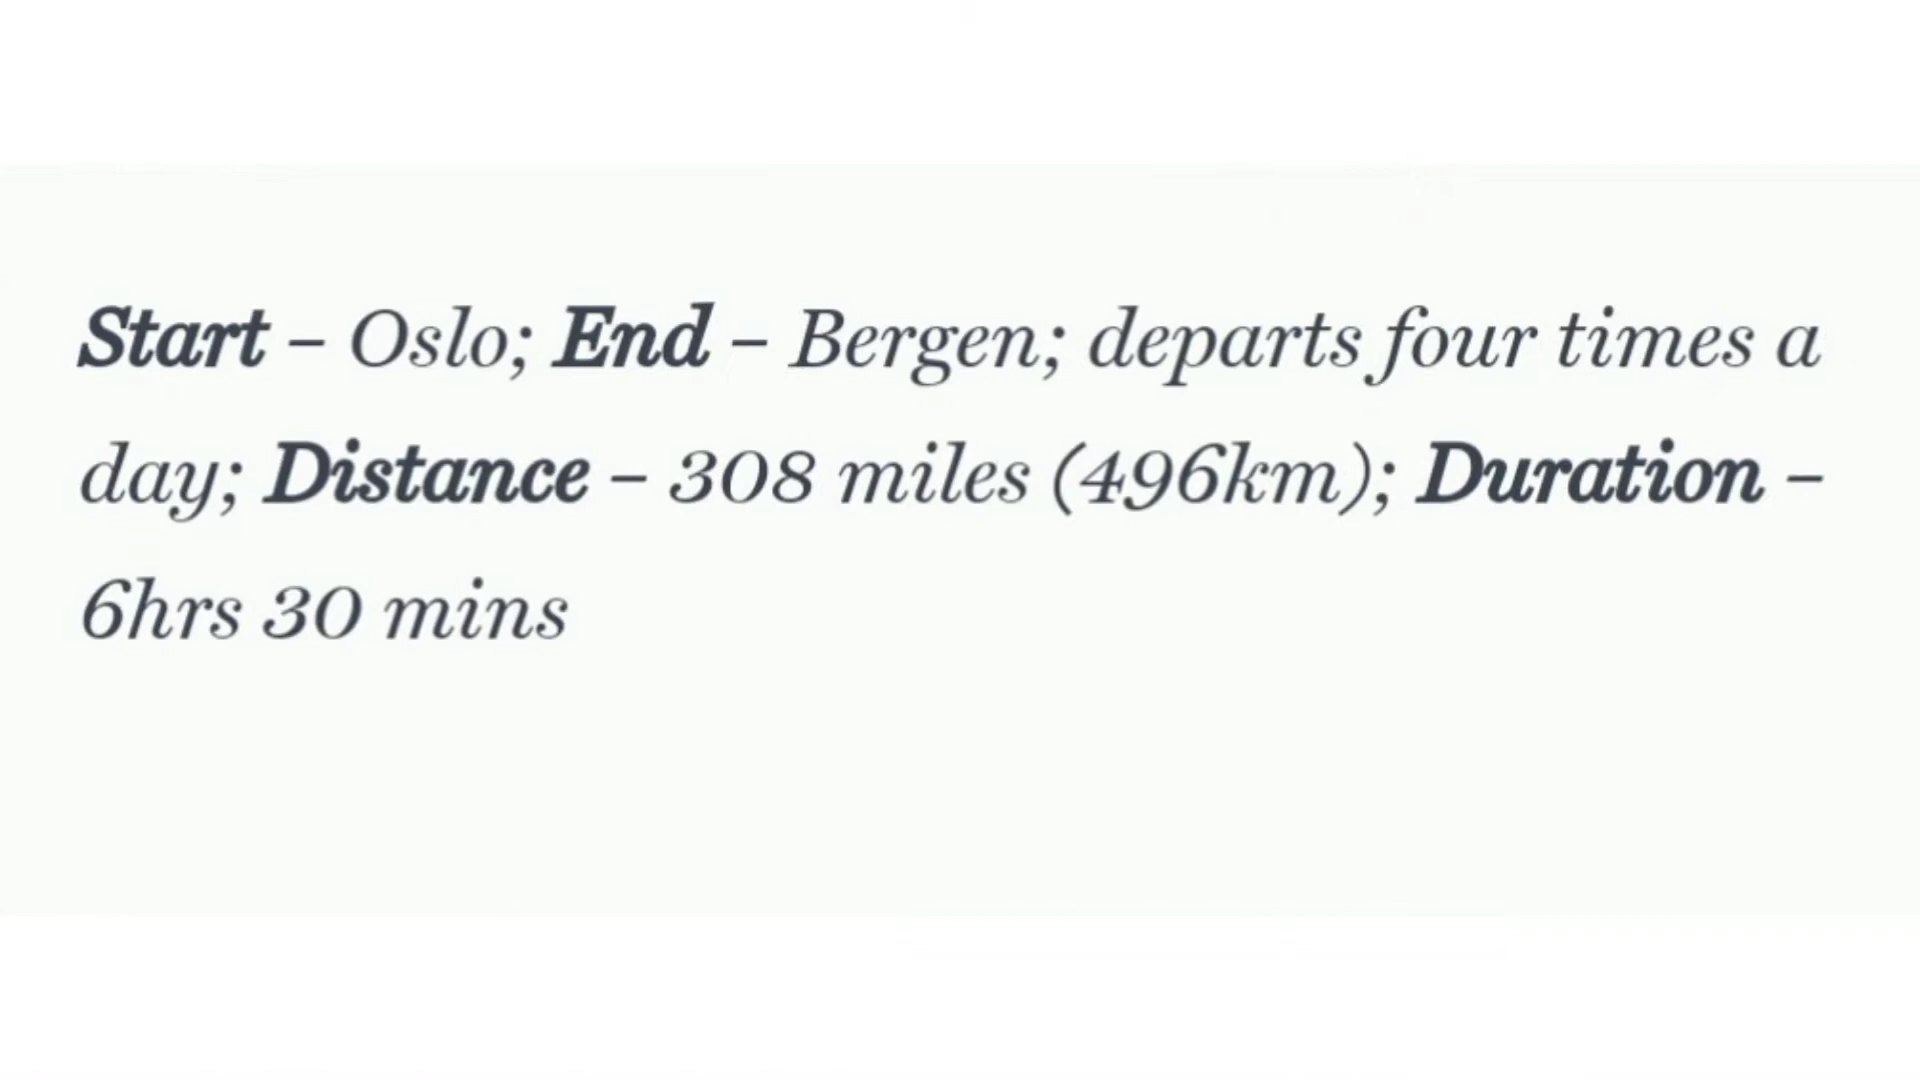 Start – Oslo; End – Bergen; departs four times a
day; Distance – 308 miles (496km); Duration –
6hrs 30 mins